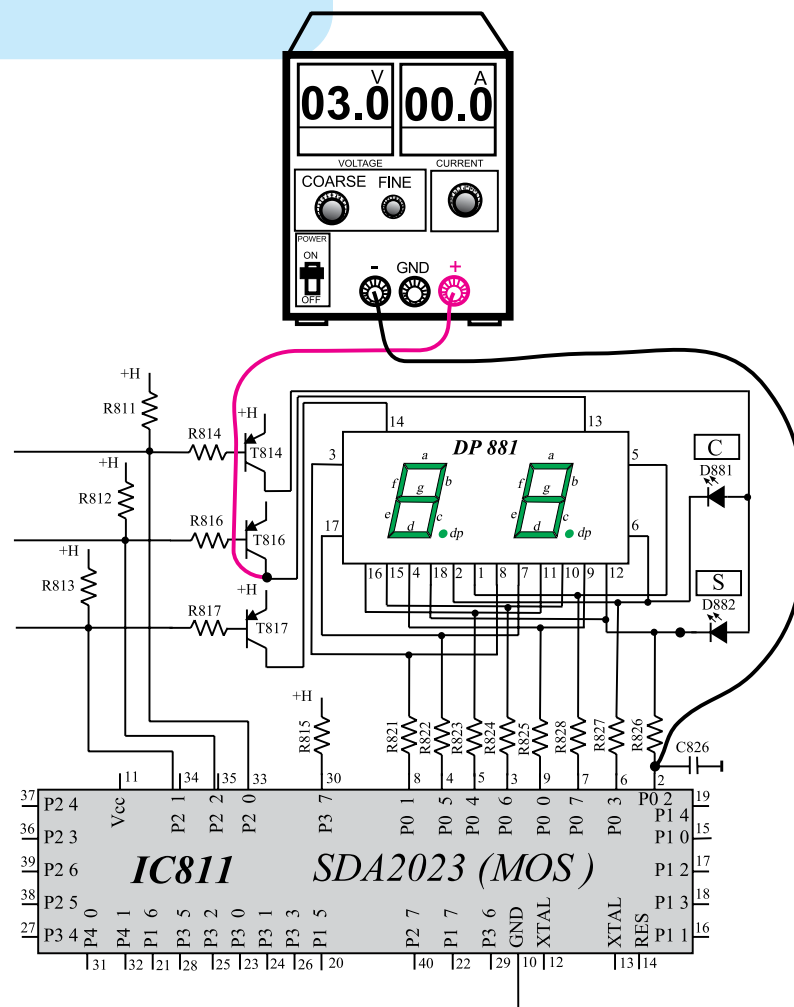 V
A
03.0
00.0
VOLTAGE
CURRENT
COARSE FINE
POWER
ON
OFF
- GND +
+H
R811
R814
+H
T814
14
13
DP 881
3
5
a
b
c
d
e
f
g
dp
a
b
c
d
e
f
g
dp
17
6
C
D881
+H
R812
R816
+H
T816
16 15 4 18 2 1 8 7 11 10 9 12
S
D882
+H
R813
R817
+H
T817
+H
R815
R821
R822
R823
R824
R825
R828
R827
R826
C826
11 34 35 33 30 8 4 5 3 9 7 6 2
37 P2 4
36 P2 3
39 P2 6
38 P2 5
27 P3 4
Vcc P2 1 P2 2 P2 0 P3 7 P0 1 P0 5 P0 4 P0 6 P0 0 P0 7 P0 3 P0 2
P1 4 19
P1 0 15
P1 2 17
P1 3 18
P1 1 16
IC811 SDA2023 (MOS )
P4 0 P4 1 P1 6 P3 5 P3 2 P3 0 P3 1 P3 3 P1 5 P2 7 P1 7 P3 6 GND XTAL XTAL RES
31 32 21 28 25 23 24 26 20 40 22 29 10 12 13 14